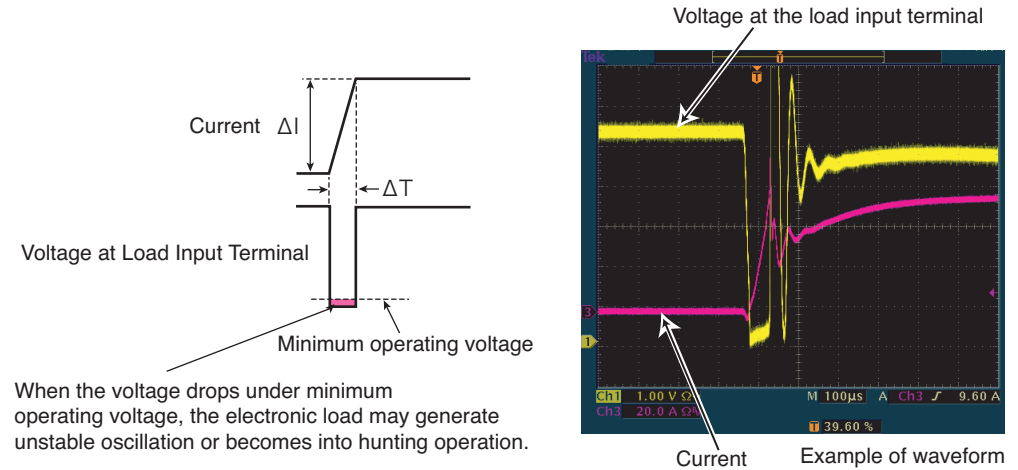 Voltage at the load input terminal
Current ΔI
ΔT
Voltage at Load Input Terminal
Minimum operating voltage
When the voltage drops under minimum
operating voltage, the electronic load may generate
unstable oscillation or becomes into hunting operation.
Tek
T
3
1
Ch1 1.00 V Ω M 100µs A Ch3 ∫ 9.60 A
Ch3 20.0 A Ω
T 39.60 %
Current
Example of waveform